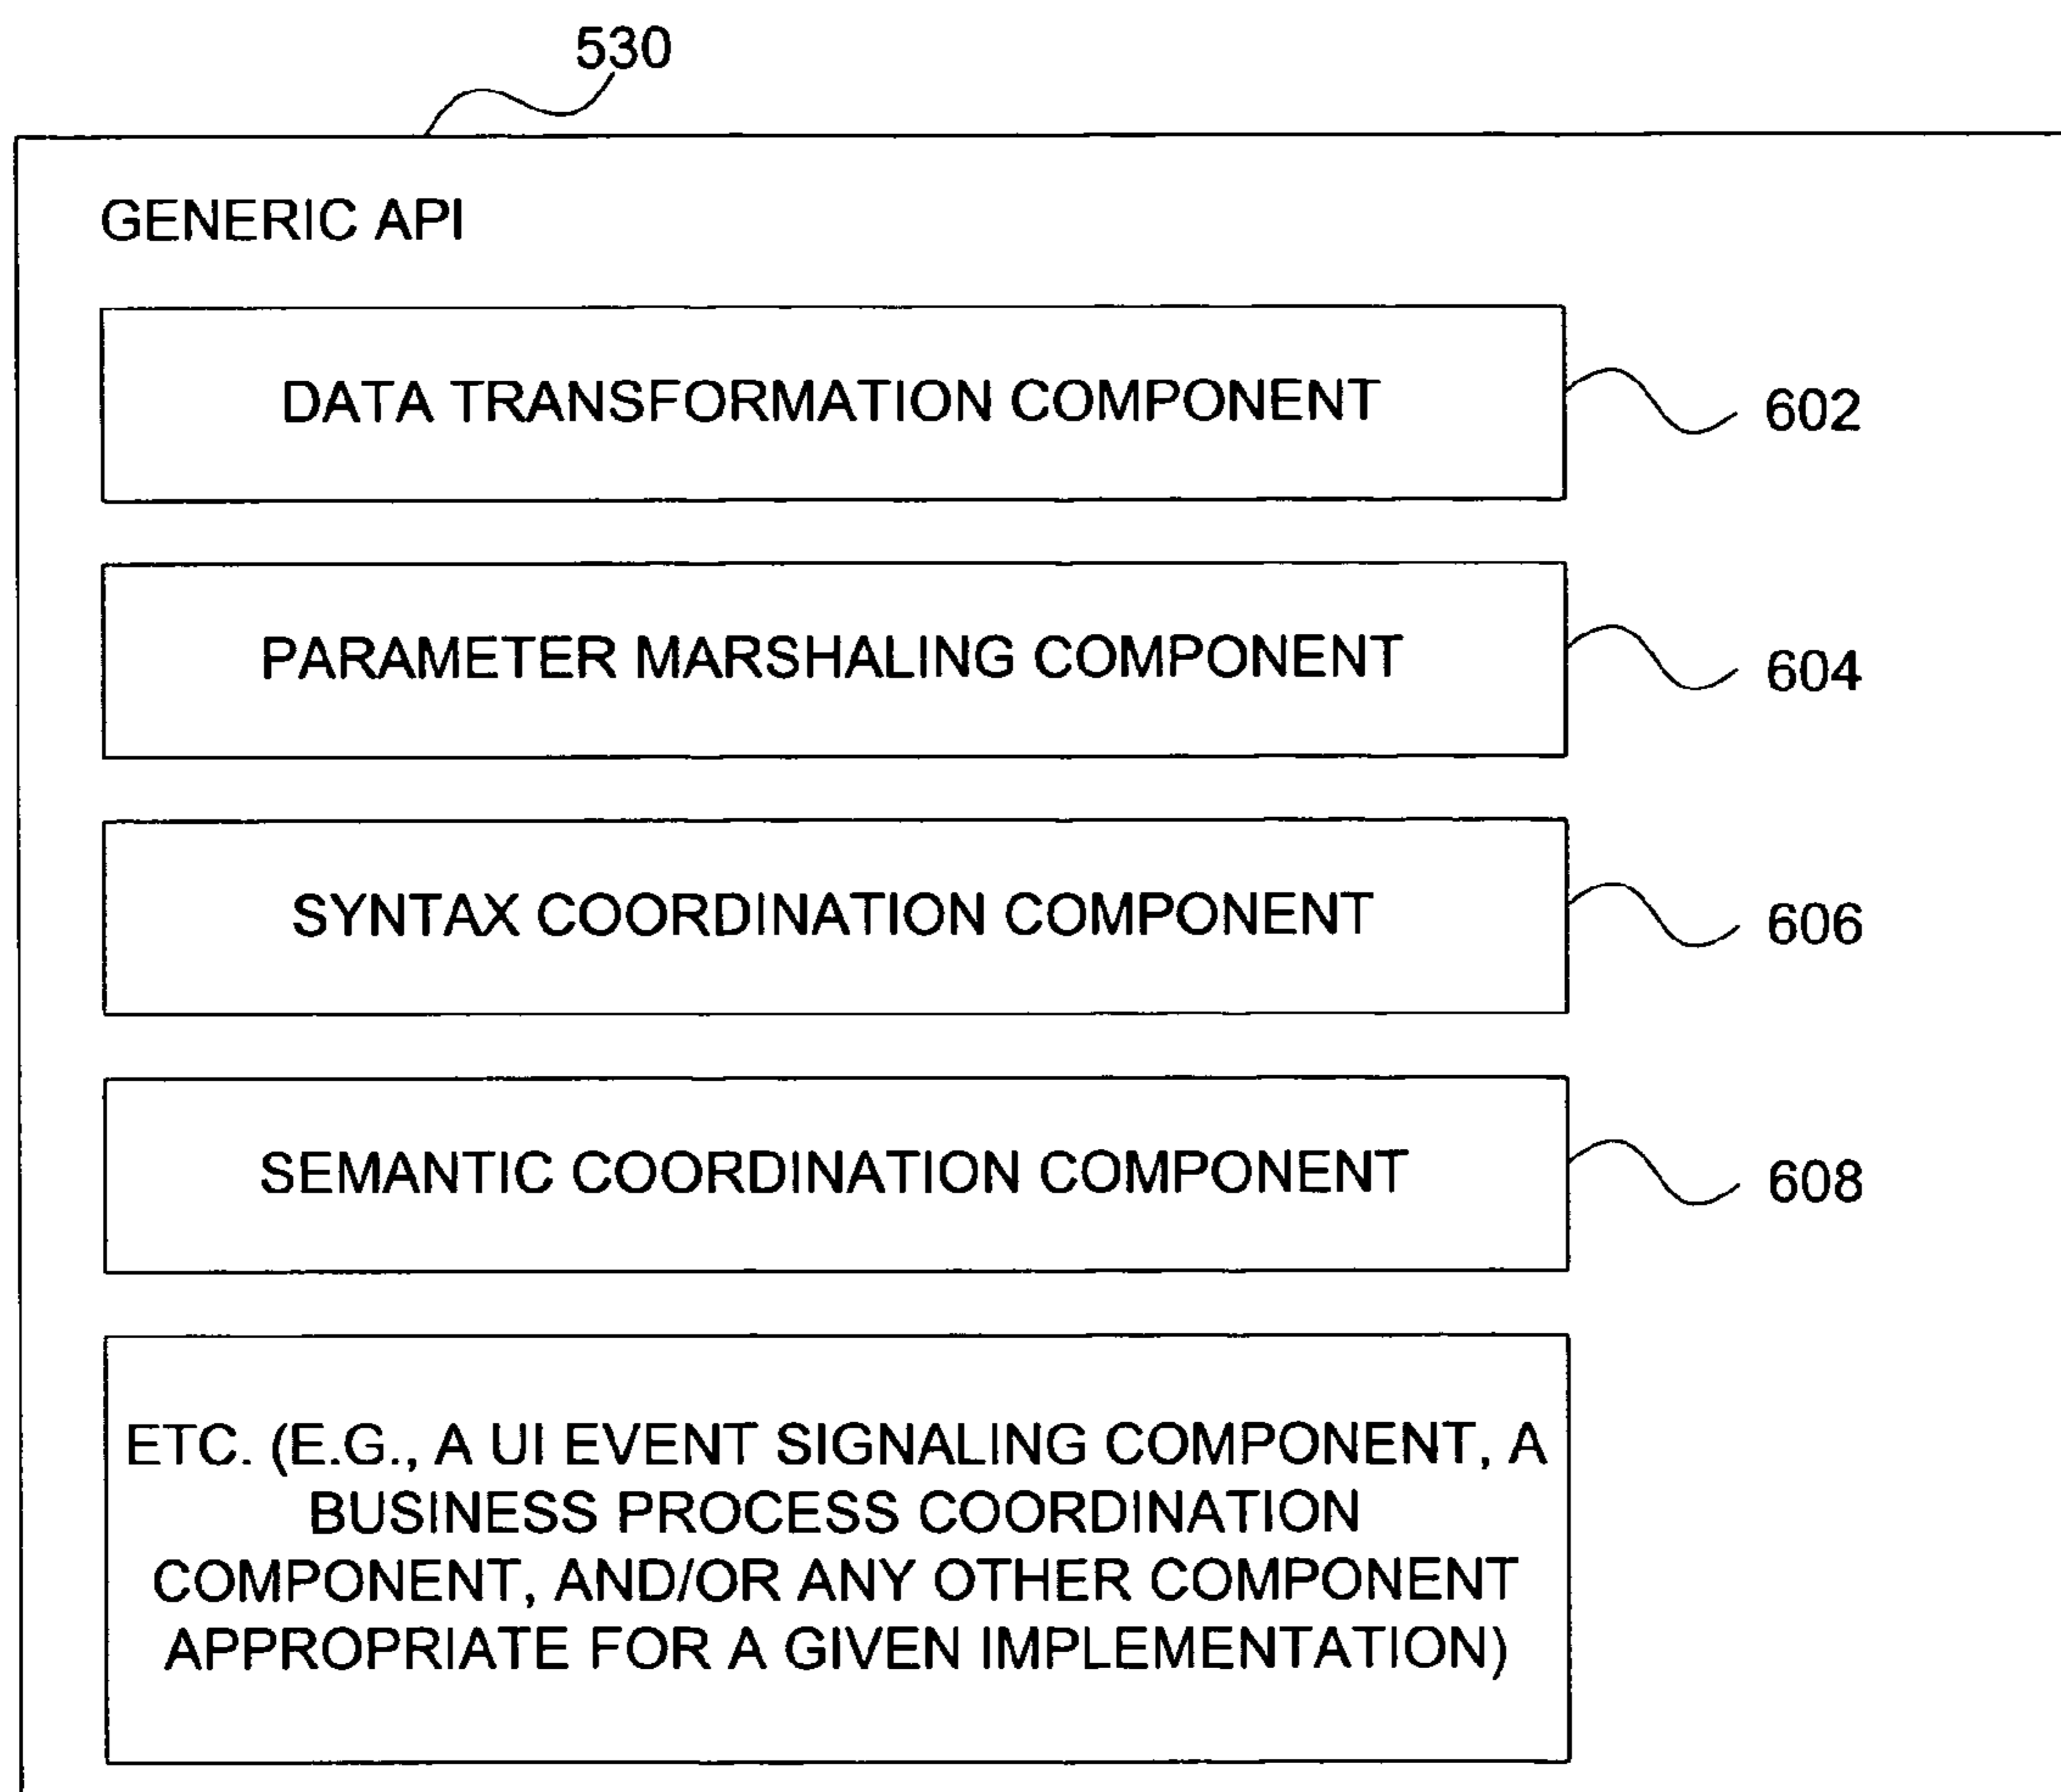 530
GENERIC API
DATA TRANSFORMATION COMPONENT
602
PARAMETER MARSHALING COMPONENT
604
SYNTAX COORDINATION COMPONENT
606
SEMANTIC COORDINATION COMPONENT
608
ETC. (E.G., A UI EVENT SIGNALING COMPONENT, A
BUSINESS PROCESS COORDINATION
COMPONENT, AND/OR ANY OTHER COMPONENT
APPROPRIATE FOR A GIVEN IMPLEMENTATION)